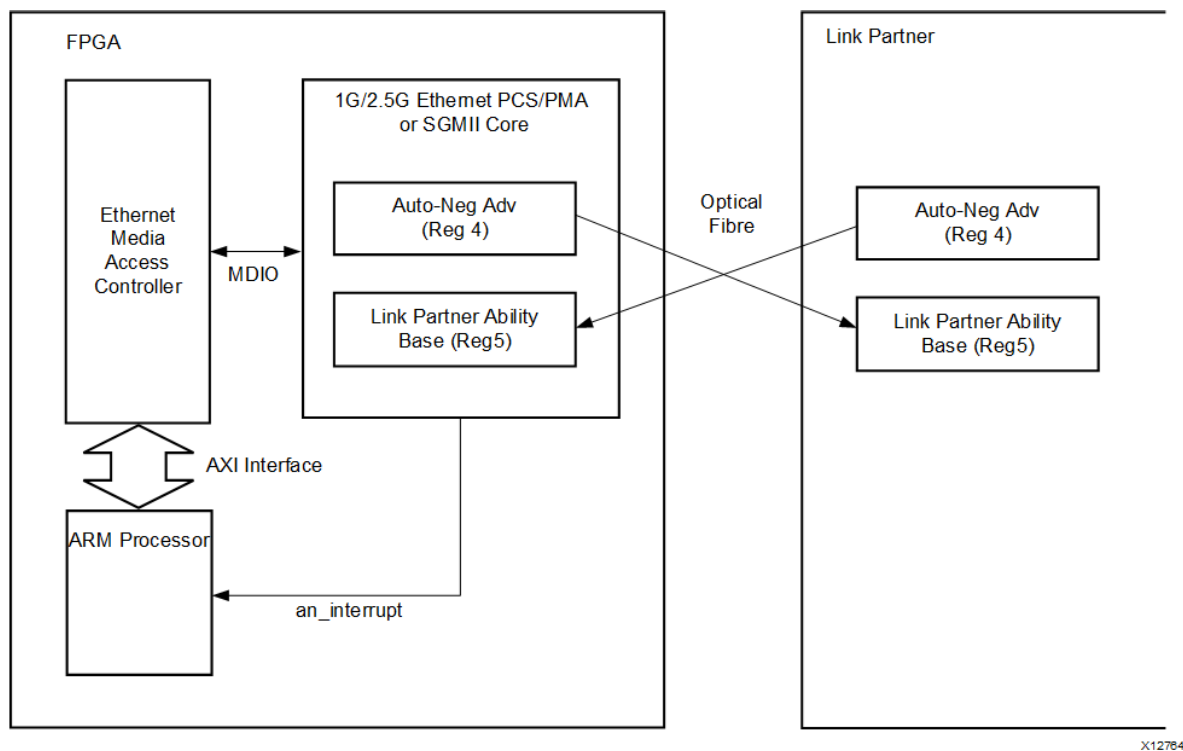 FPGA
Link Partner
1G/2.5G Ethernet PCS/PMA
or SGMII Core
Auto-Neg Adv
(Reg 4)
Optical
Fibre
Auto-Neg Adv
(Reg 4)
Ethernet
Media
Access
Controller
MDIO
Link Partner Ability
Base (Reg5)
Link Partner Ability
Base (Reg5)
AXI Interface
ARM Processor
an_interrupt
X12764